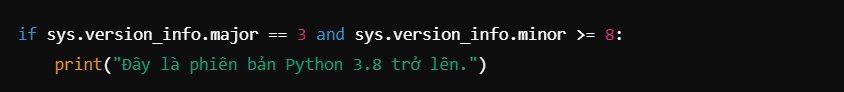 if sys.version_info.major == 3 and sys.version_info.minor >= 8:
    print("Đây là phiên bản Python 3.8 trở lên.")